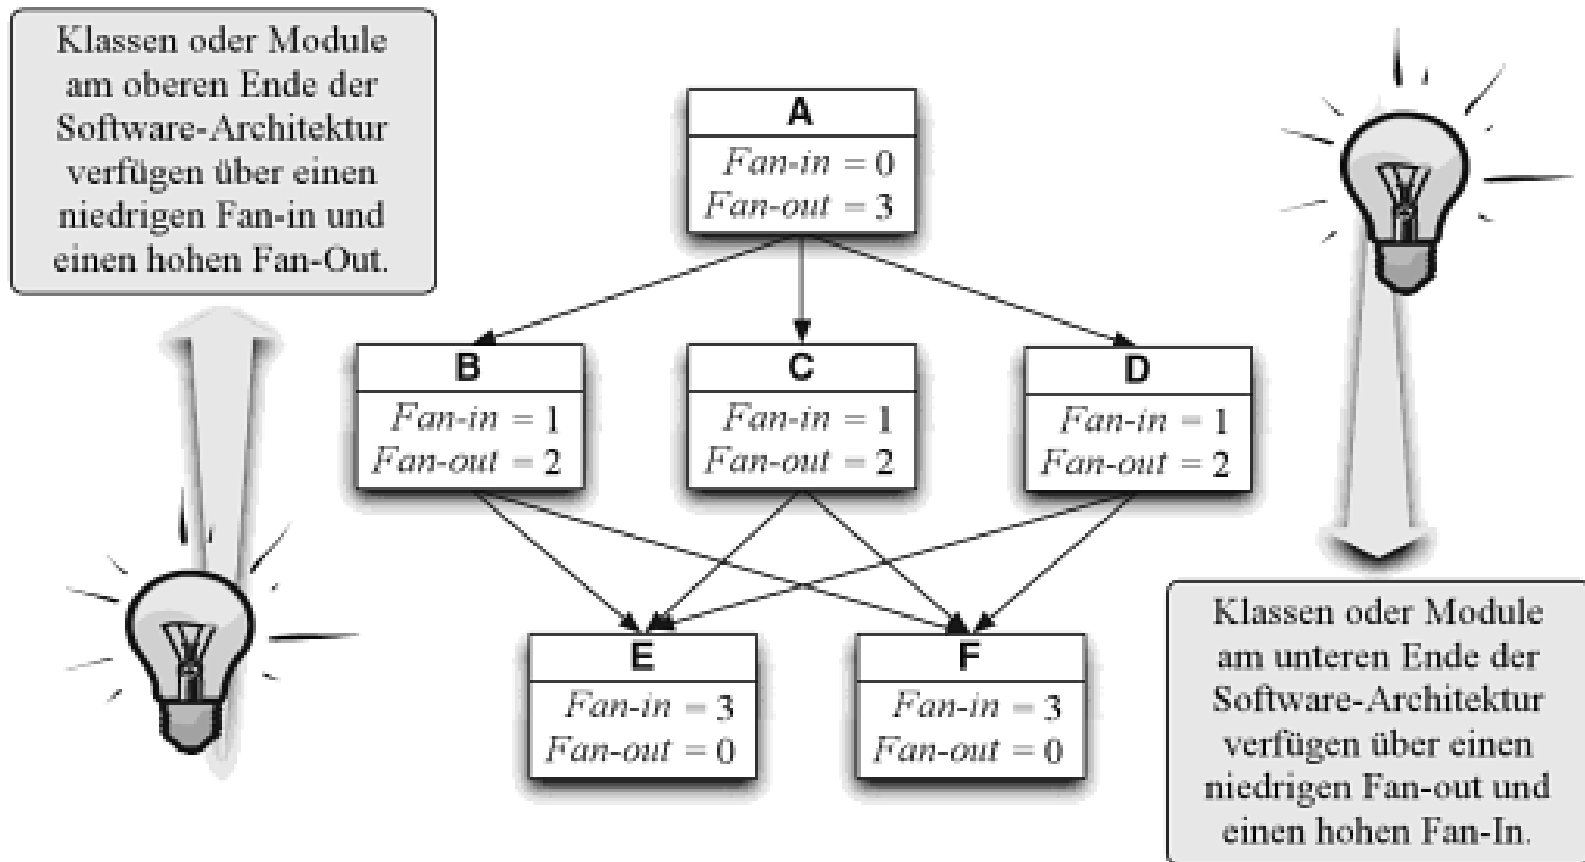 Klassen oder Module
am oberen Ende der
Software-Architektur
verfügen über einen
niedrigen Fan-in und
einen hohen Fan-Out.
A
Fan-in = 0
Fan-out = 3
B
Fan-in = 1
Fan-out = 2
C
Fan-in = 1
Fan-out = 2
D
Fan-in = 1
Fan-out = 2
E
Fan-in = 3
Fan-out = 0
F
Fan-in = 3
Fan-out = 0
Klassen oder Module
am unteren Ende der
Software-Architektur
verfügen über einen
niedrigen Fan-out und
einen hohen Fan-In.